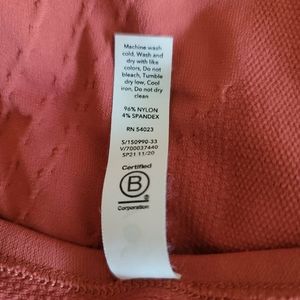 Machine wash
cold, Wash and
dry with like
colors, Do not
bleach, Tumble
dry low, Cool
iron, Do not dry
clean
96% NYLON
4% SPANDEX
RN 54023
S/150990-33
V/700037440
SP21 11/20
Certified
B
Corporation